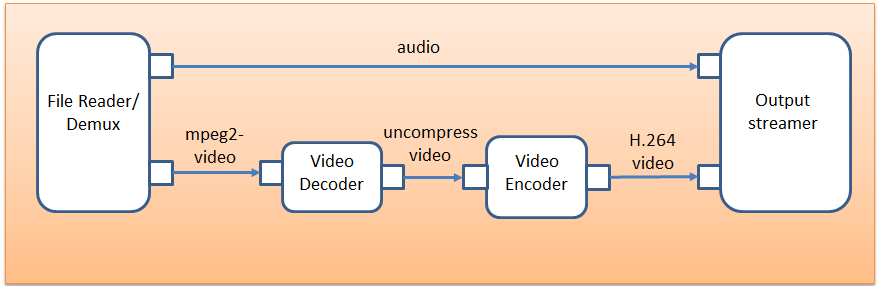 audio
File Reader/
Demux
mpeg2-
video
Video
Decoder
uncompress
video
Video
Encoder
H.264
video
Output
streamer